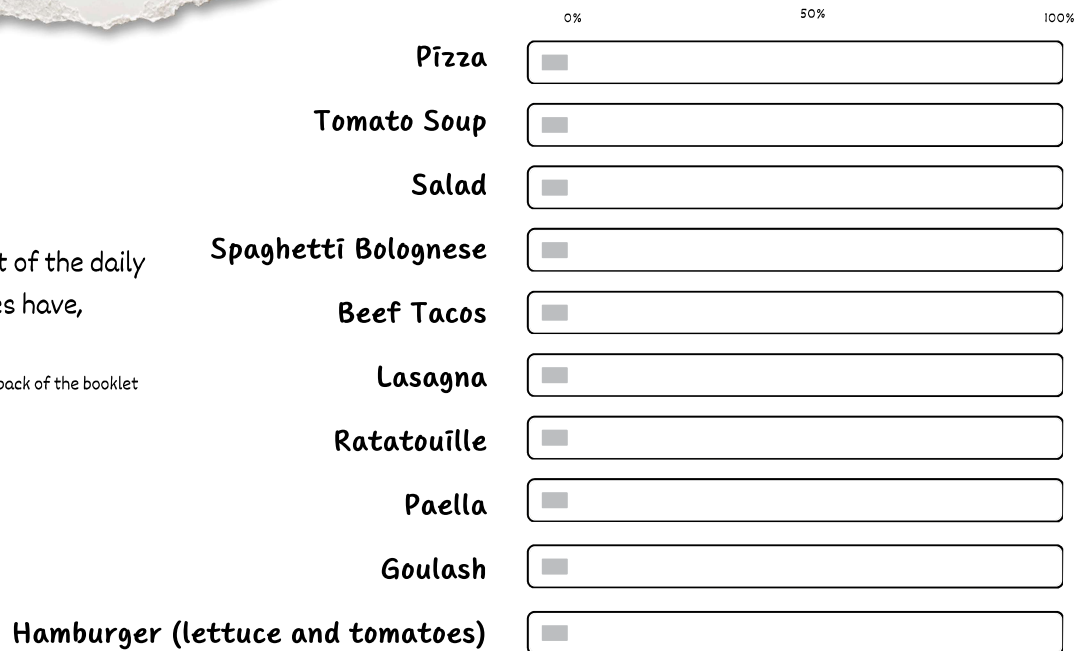 0% 50% 100%
Pizza
Tomato Soup
Salad
Spaghetti Bolognese
t of the daily
es have,
Beef Tacos
Lasagna
back of the booklet
Ratatouille
Paella
Goulash
Hamburger (lettuce and tomatoes)